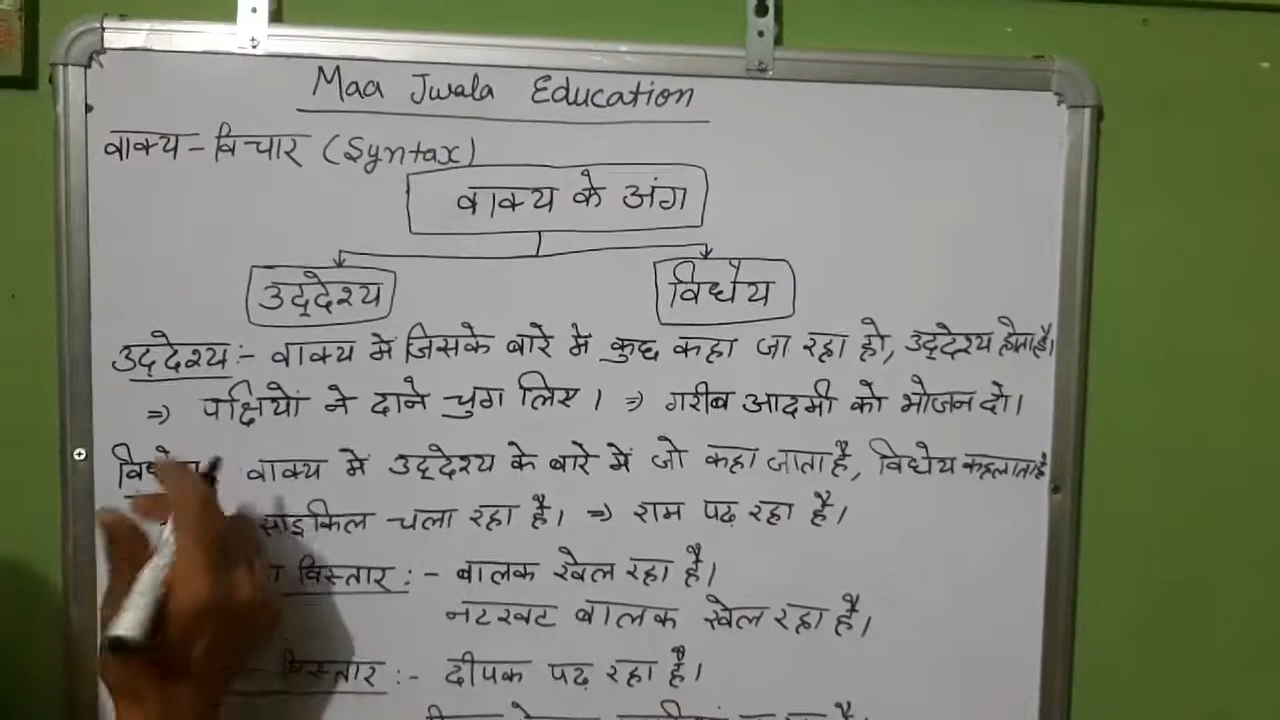 Maa Jwala Education
वाक्य-विचार (Syntax)
वाक्य के अंग
उद्देश्य विधेय
उद्देश्य :- वाक्य में जिसके बारे में कुछ कहा जा रहा हो, उद्देश्य होता है।
⇒ पक्षियों ने दाने चुग लिए। ⇒ गरीब आदमी को भोजन दो।
वाक्य में उद्देश्य के बारे में जो कहा जाता है, विधेय कहलाता है
साइकिल चला रहा है। ⇒ राम पढ़ रहा है।
विस्तार :- बालक खेल रहा है।
नटखट बालक खेल रहा है।
विस्तार :- दीपक पढ़ रहा है।